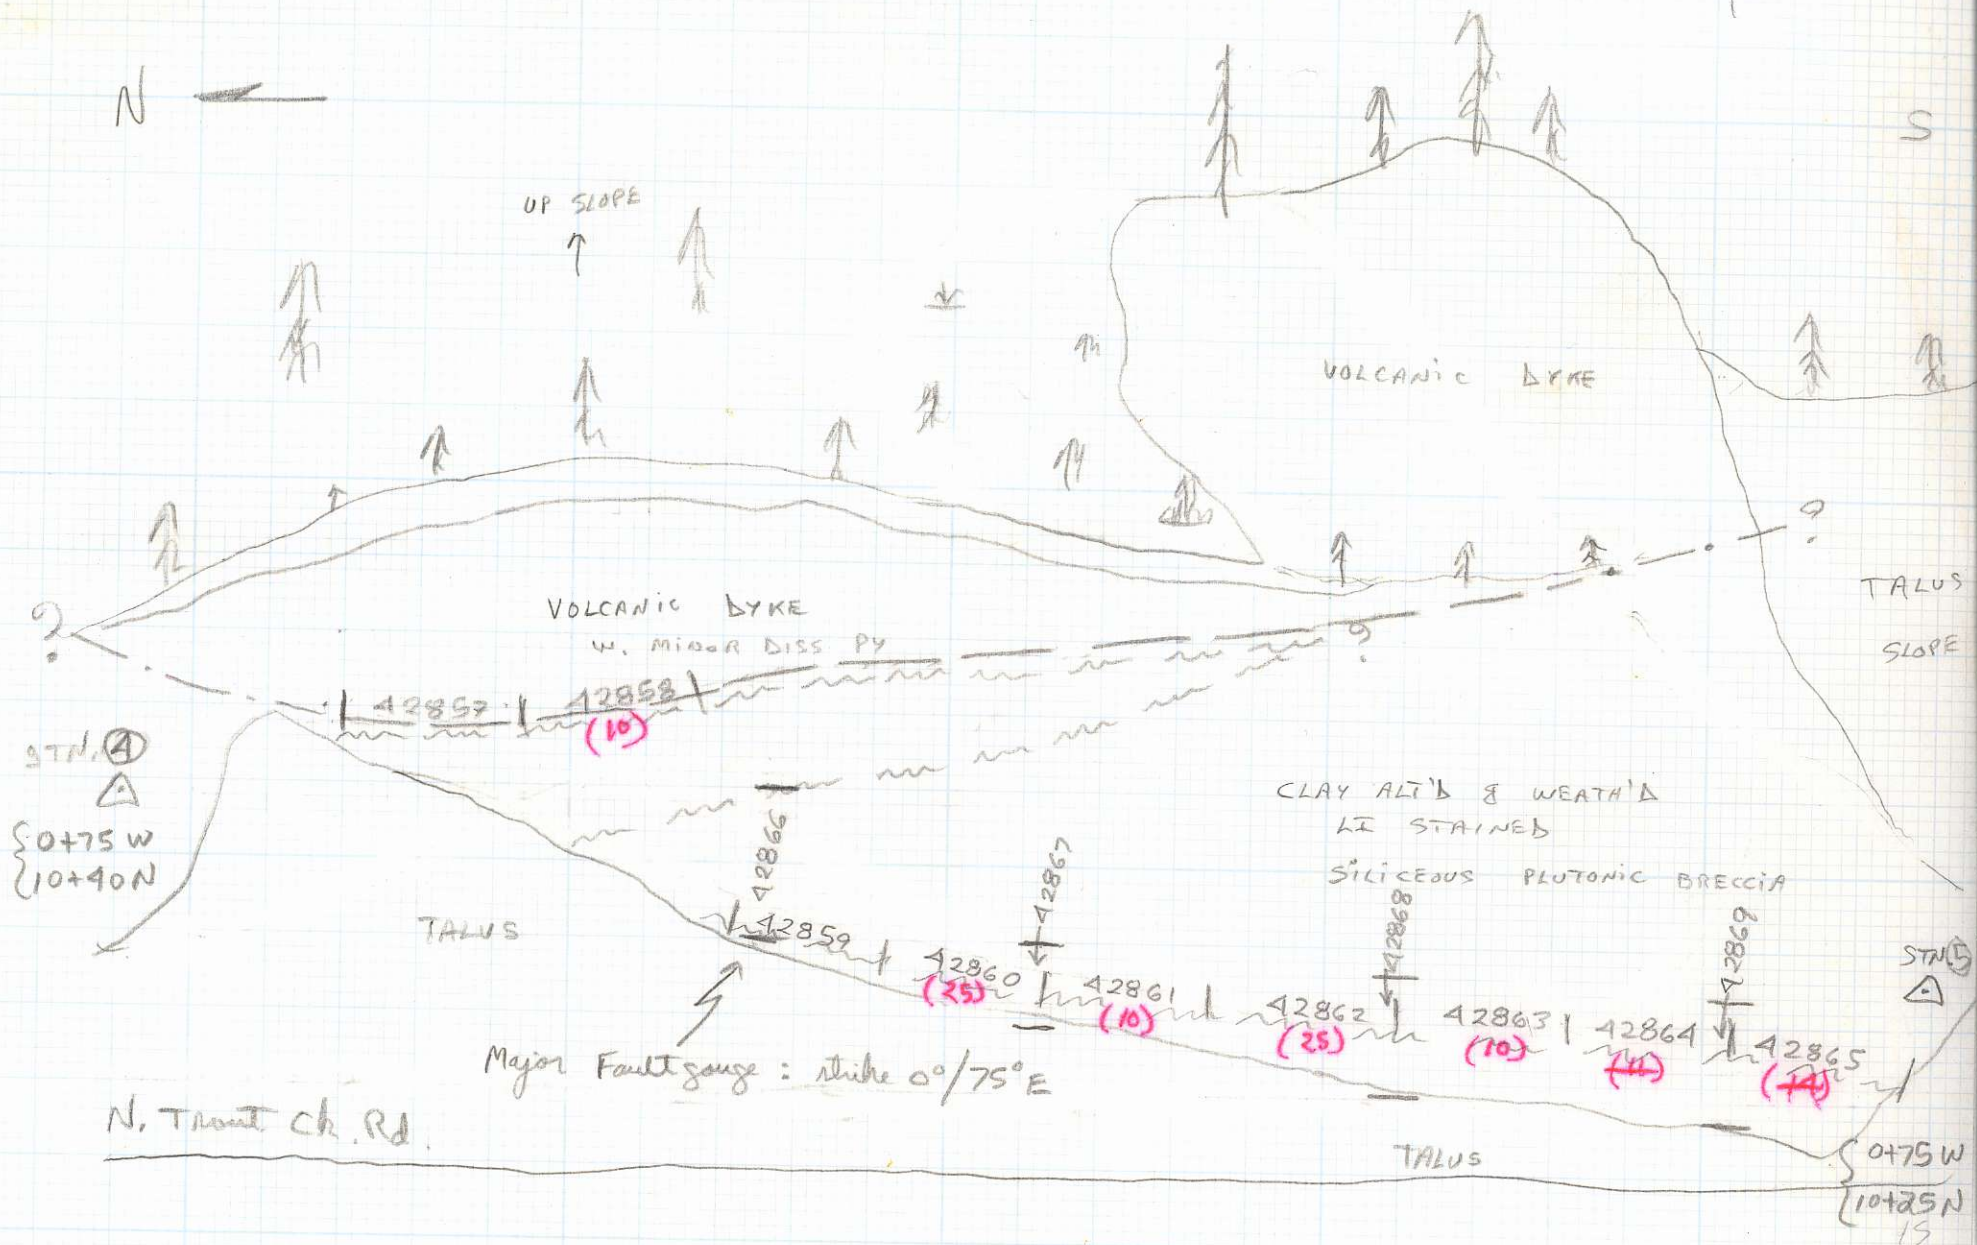 N
S
UP SLOPE
VOLCANIC DYKE
?
?
TALUS
SLOPE
VOLCANIC DYKE
W. MINOR DISS PY
?
42857
42858
(10)
STN. 4
0+75 W
10+40N
CLAY ALT'D & WEATH'D
LI STAINED
SILICEOUS PLUTONIC BRECCIA
42866
42867
42868
42869
TALUS
42859
42860
(25)
42861
(10)
42862
(25)
42863
(10)
42864
42865
STN 5
Major Fault gouge : strike 0°/75°E
N. Trout Ck. Rd.
TALUS
0+75 W
10+25N
15